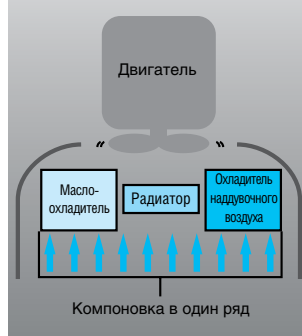 Двигатель
Масло-
охладитель
Радиатор
Охладитель
наддувочного
воздуха
Компоновка в один ряд